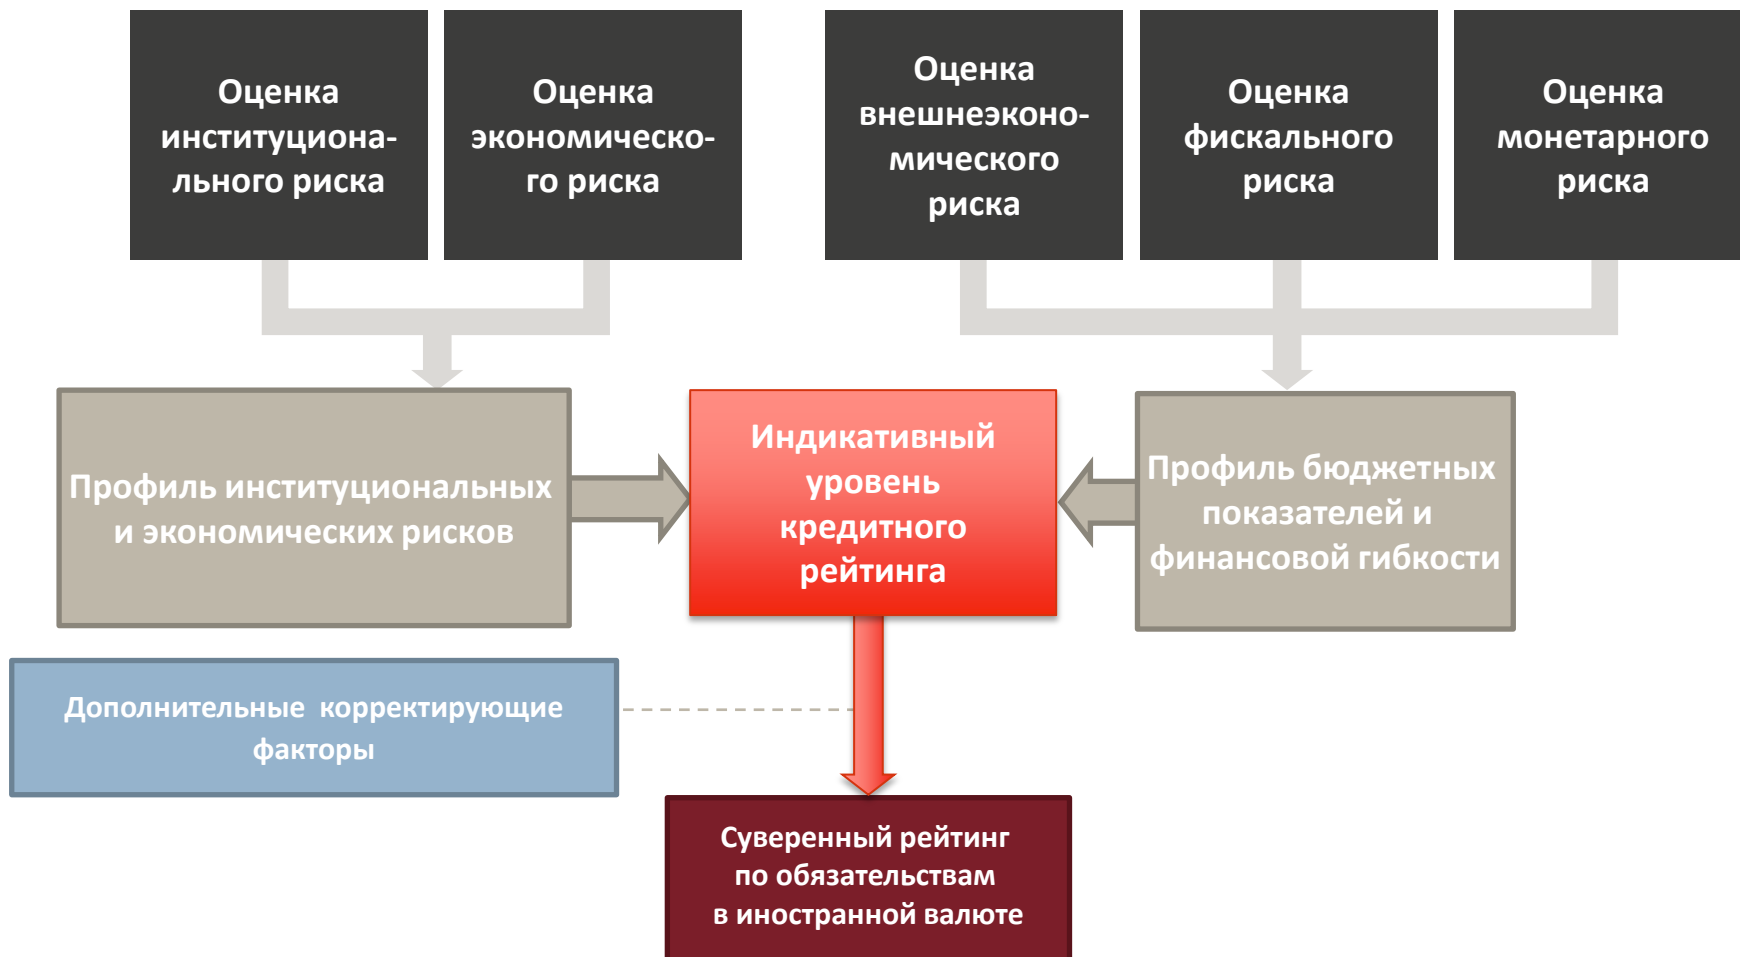 Оценка
институциона-
льного риска
Оценка
экономическо-
го риска
Оценка
внешнеэконо-
мического
риска
Оценка
фискального
риска
Оценка
монетарного
риска
Профиль институциональных
и экономических рисков
Индикативный
уровень
кредитного
рейтинга
Профиль бюджетных
показателей и
финансовой гибкости
Дополнительные корректирующие
факторы
Суверенный рейтинг
по обязательствам
в иностранной валюте